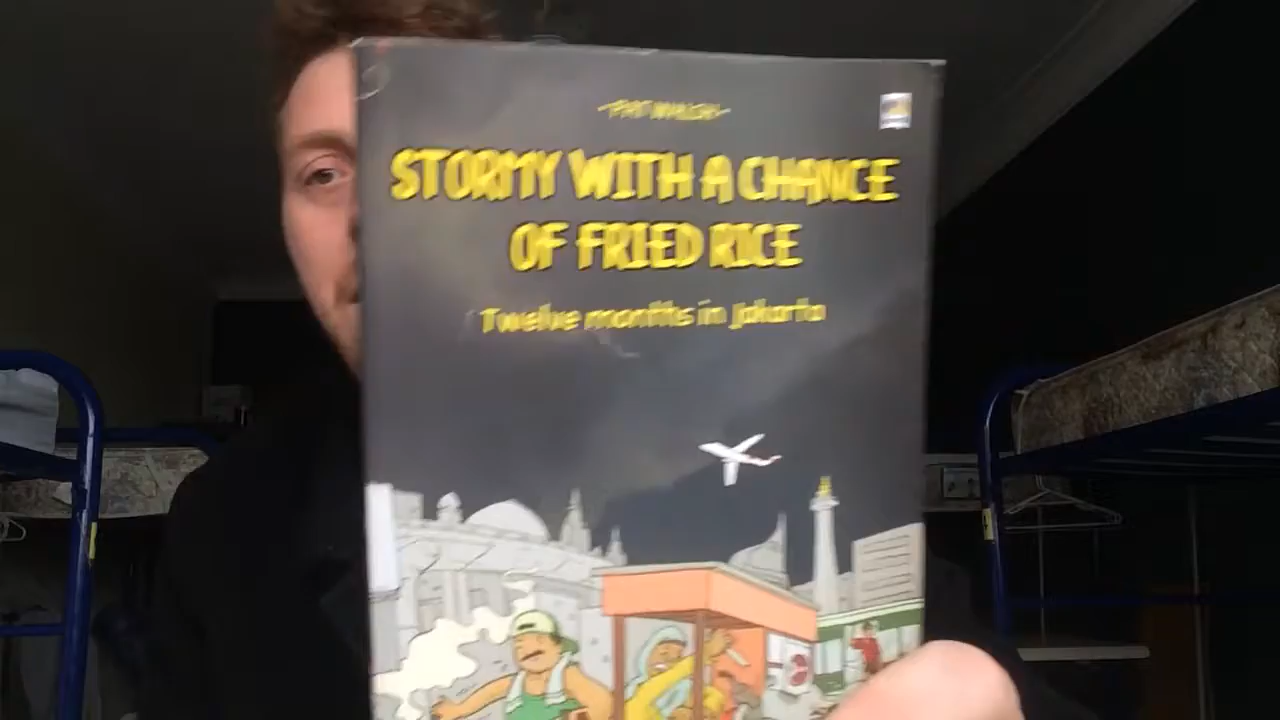 -PAT WALSH-
STORMY WITH A CHANCE
OF FRIED RICE
Twelve months in Jakarta